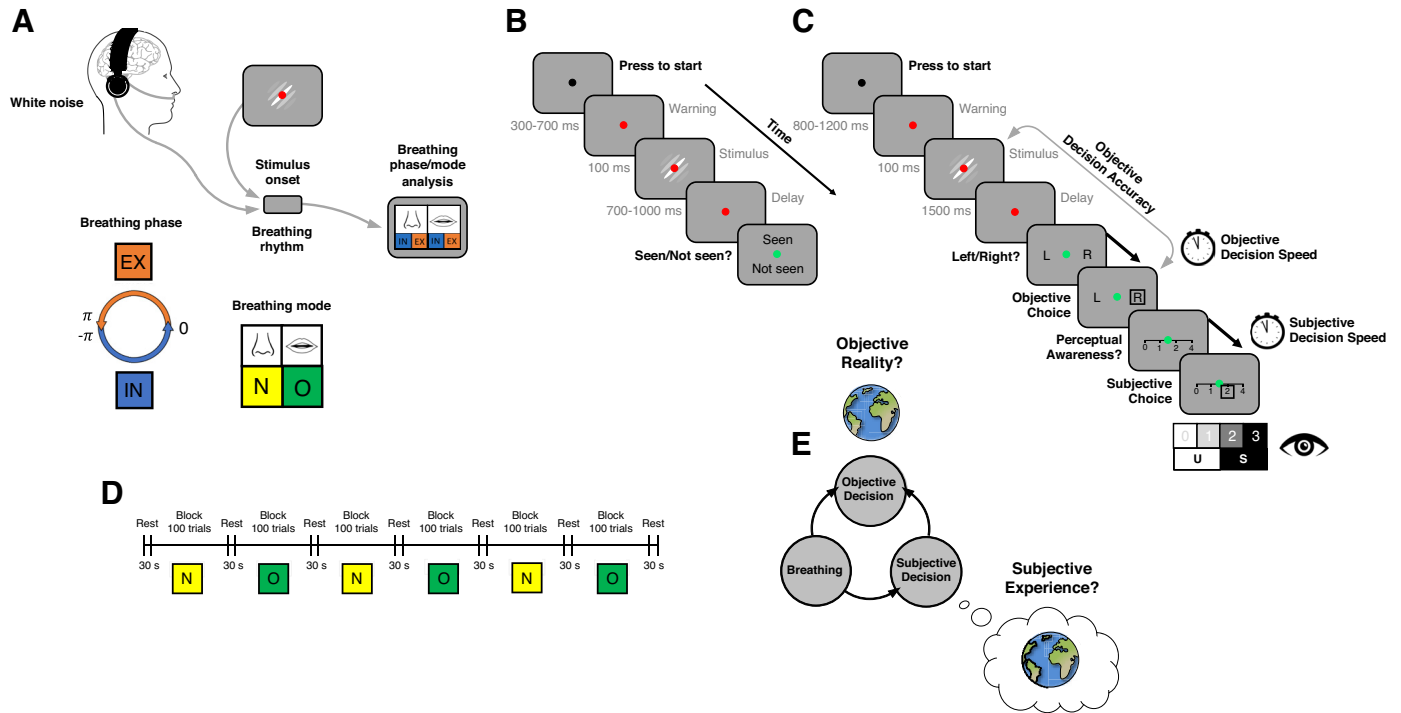 A
White noise
Stimulus
onset
Breathing
rhythm
Breathing
phase/mode
analysis
IN EX IN EX
Breathing phase
EX
π
-π
0
IN
Breathing mode
N O
B
Press to start
Warning
300-700 ms
Time
Stimulus
100 ms
Delay
700-1000 ms
Seen/Not seen?
Seen
Not seen
C
Press to start
Warning
800-1200 ms
Objective
Decision Accuracy
Stimulus
100 ms
Delay
1500 ms
Left/Right?
L R
Objective
Decision Speed
Objective
Choice
L R
Perceptual
Awareness?
0 1 2 4
Subjective
Decision Speed
Subjective
Choice
0 1 2 4
0 1 2 3
U S
D
Rest Block Rest Block Rest Block Rest Block Rest Block Rest Block Rest
100 trials 100 trials 100 trials 100 trials 100 trials 100 trials
30 s 30 s 30 s 30 s 30 s 30 s 30 s
N O N O N O
E
Objective
Reality?
Objective
Decision
Breathing
Subjective
Decision
Subjective
Experience?